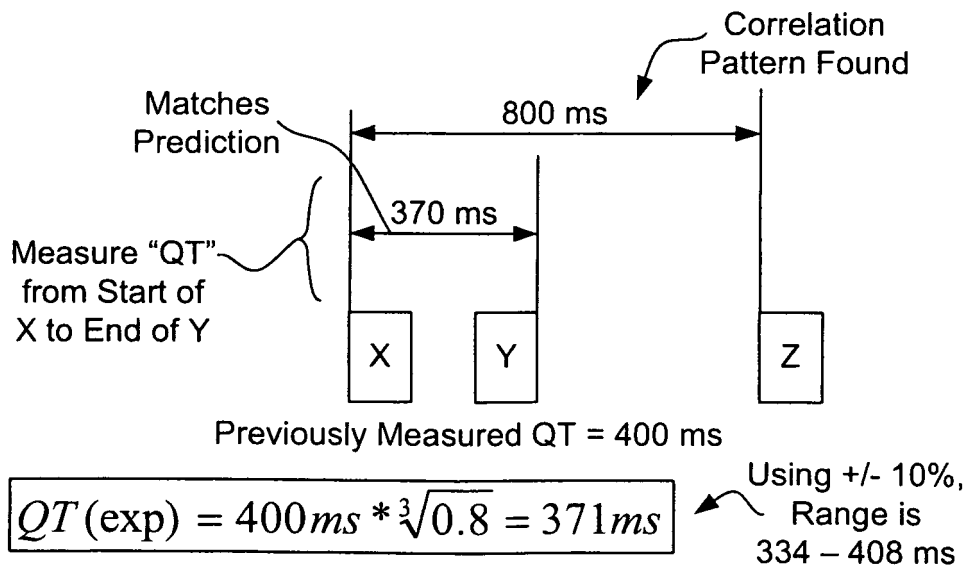 Correlation
Pattern Found
Matches
Prediction
800 ms
370 ms
Measure “QT”
from Start of
X to End of Y
X
Y
Z
Previously Measured QT = 400 ms
QT(exp) = 400ms * ∛0.8 = 371ms
Using +/- 10%,
Range is
334 – 408 ms